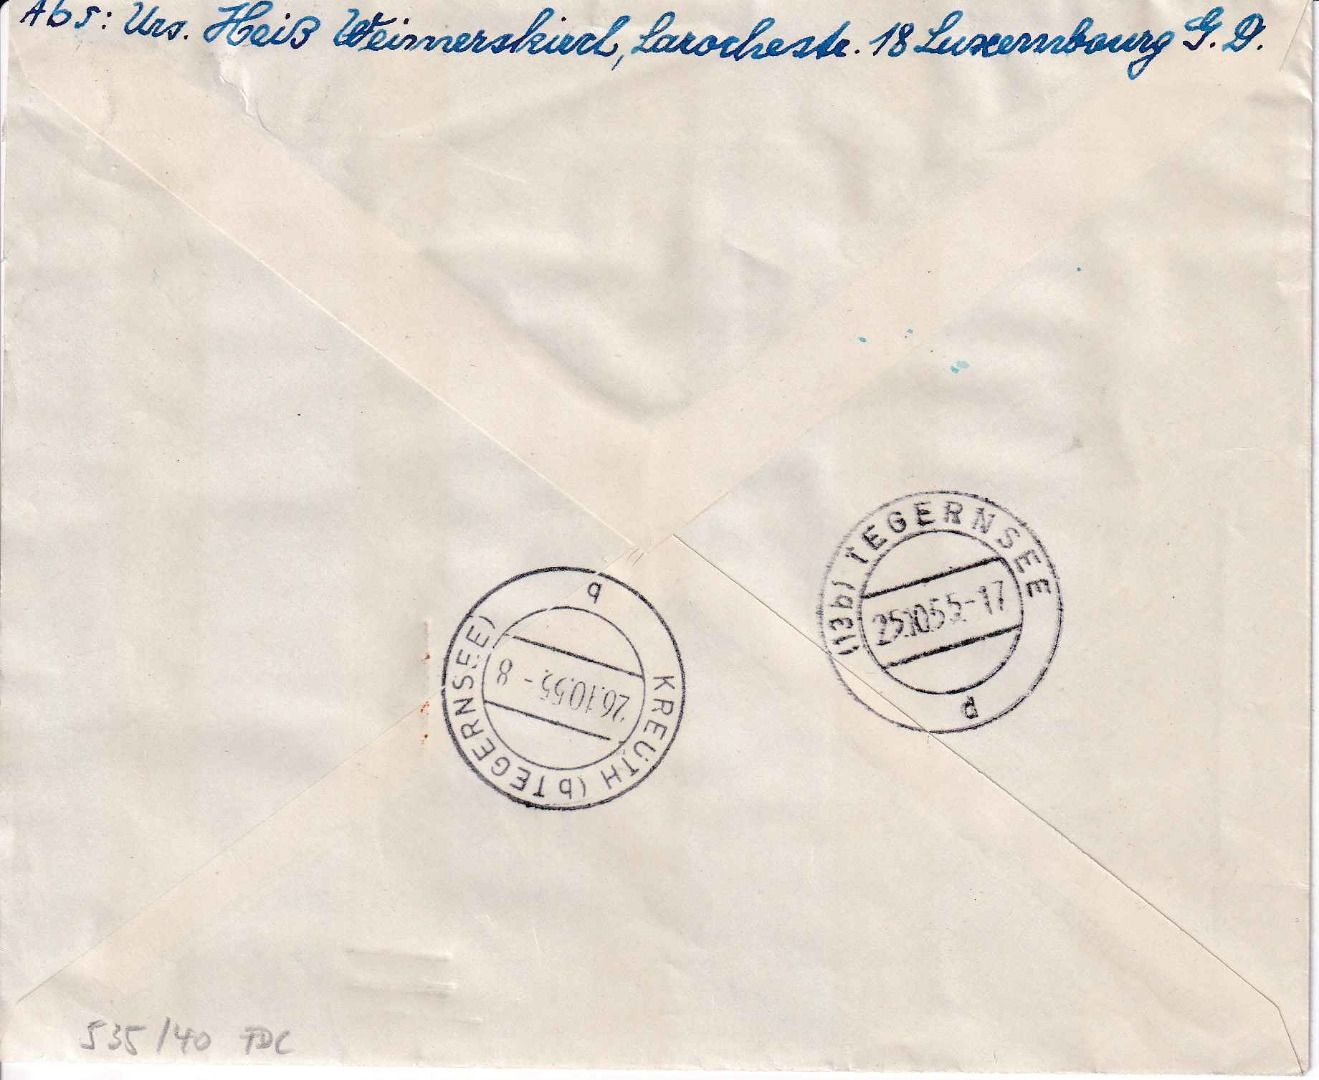 Abs: Urs. Heiß Weimerskirch, Larochestr. 18 Luxembourg G. D.
(13b) TEGERNSEE
25.10.55-17
d
b
KREUTH (b TEGERNSEE)
26.10.55.-8
535/40 FDC